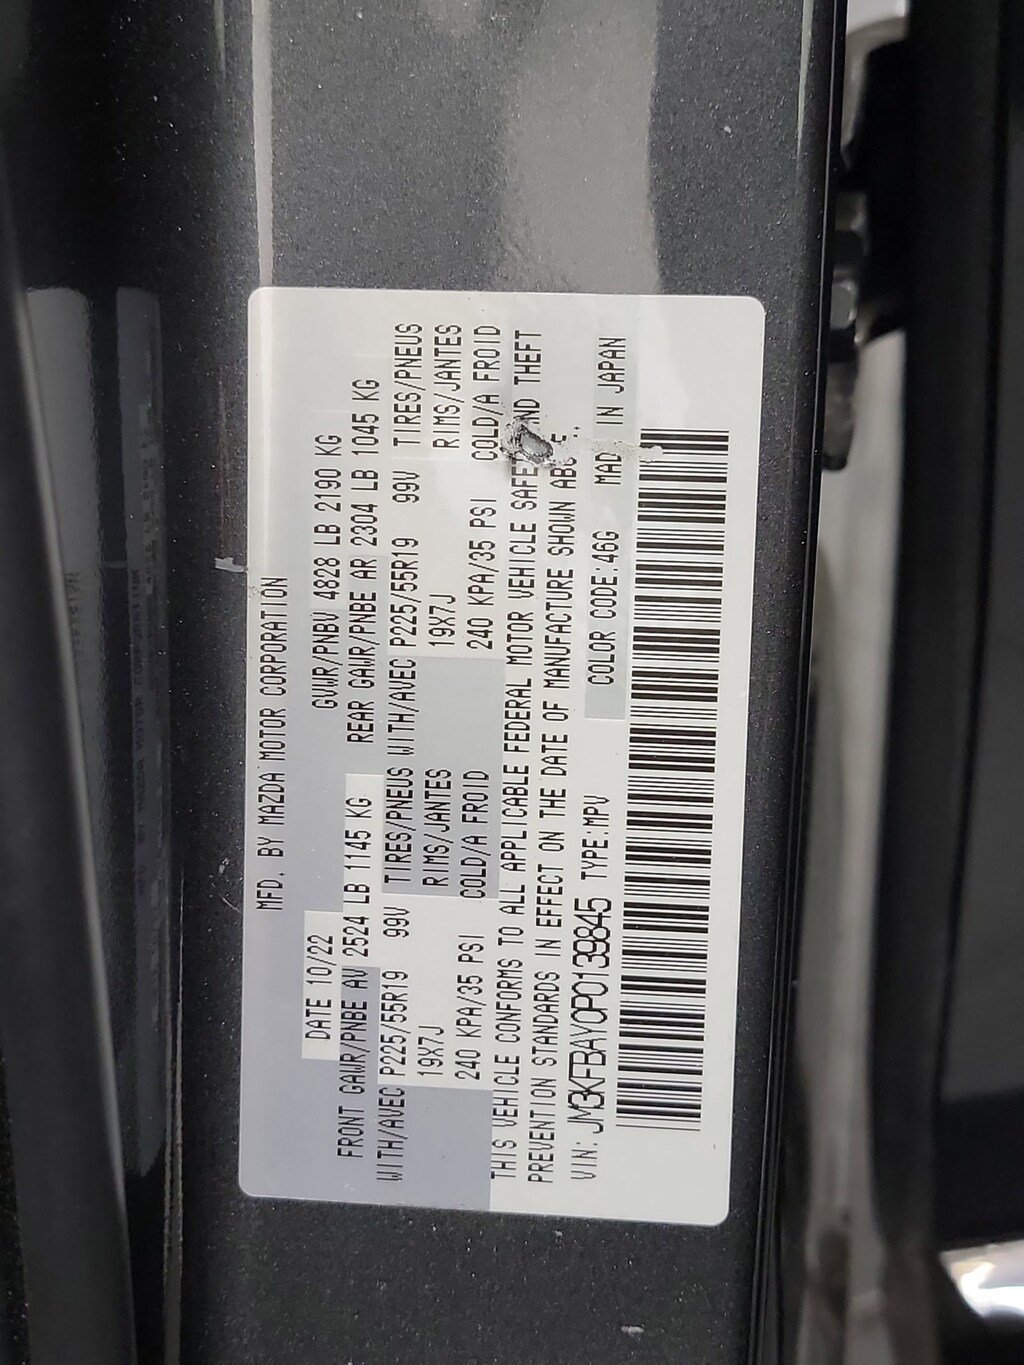 MFD. BY MAZDA MOTOR CORPORATION
DATE 10/22 GVWR/PNBV 4828 LB 2190 KG
FRONT GAWR/PNBE AV 2524 LB 1145 KG REAR GAWR/PNBE AR 2304 LB 1045 KG
WITH/AVEC P225/55R19 99V TIRES/PNEUS WITH/AVEC P225/55R19 99V TIRES/PNEUS
19X7J RIMS/JANTES 19X7J RIMS/JANTES
240 KPA/35 PSI COLD/A FROID 240 KPA/35 PSI COLD/A FROID
THIS VEHICLE CONFORMS TO ALL APPLICABLE FEDERAL MOTOR VEHICLE THEFT
PREVENTION STANDARDS IN EFFECT ON THE DATE OF MANUFACTURE SHOWN
VIN: JM3KFBAY0P0139845 TYPE:MPV COLOR CODE:46G IN JAPAN